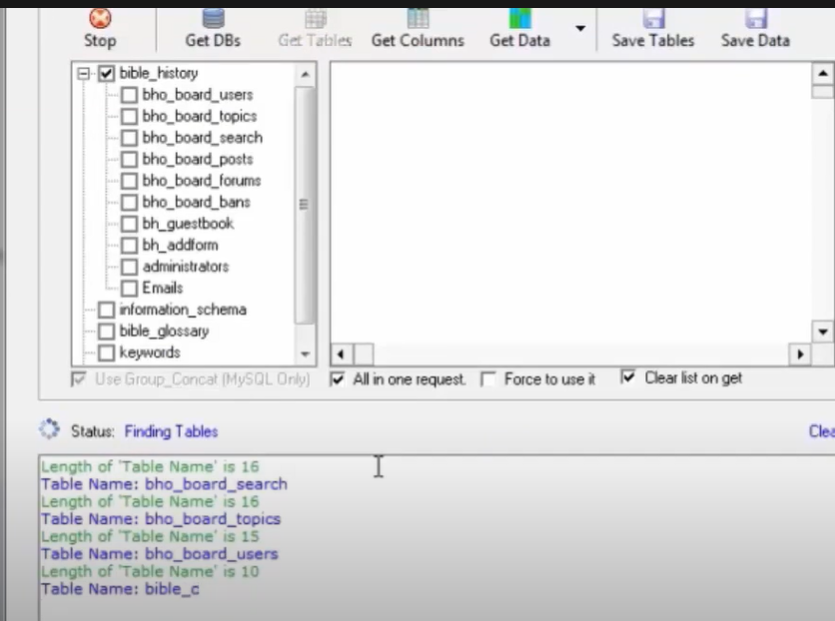 Stop Get DBs Get Tables Get Columns Get Data Save Tables Save Data
bible_history
bho_board_users
bho_board_topics
bho_board_search
bho_board_posts
bho_board_forums
bho_board_bans
bh_guestbook
bh_addform
administrators
Emails
information_schema
bible_glossary
keywords
Use Group_Concat (MySQL Only) All in one request. Force to use it Clear list on get
Status: Finding Tables Clea
Length of 'Table Name' is 16
Table Name: bho_board_search
Length of 'Table Name' is 16
Table Name: bho_board_topics
Length of 'Table Name' is 15
Table Name: bho_board_users
Length of 'Table Name' is 10
Table Name: bible_c